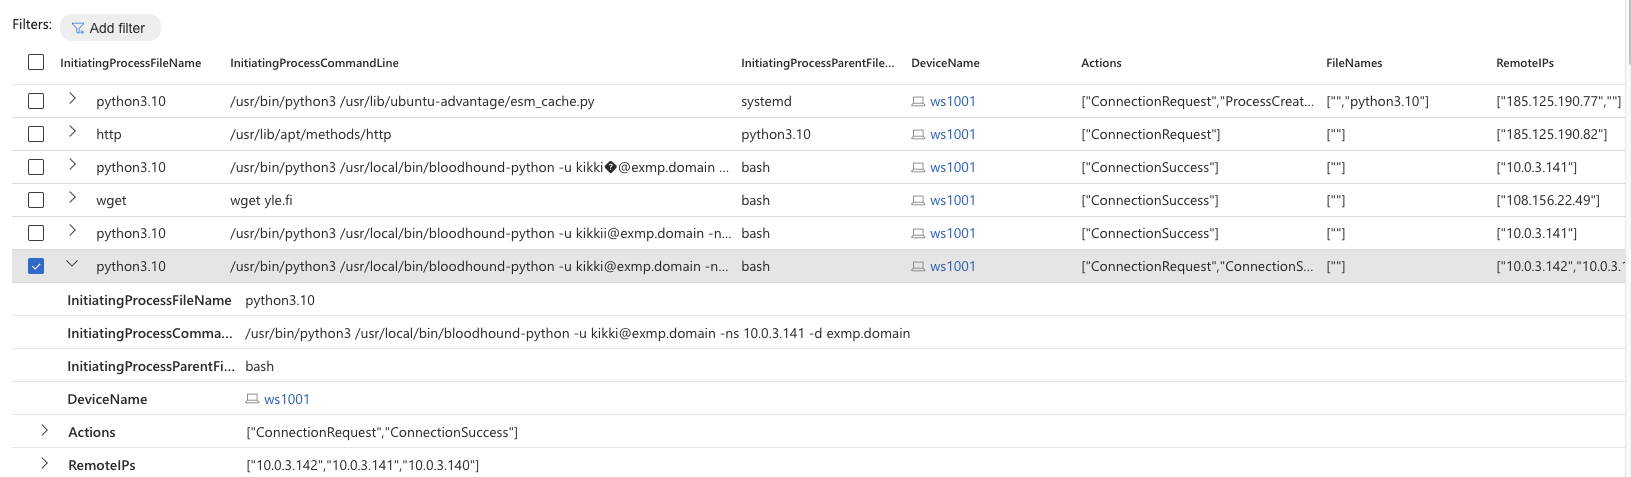 Filters: Add filter
InitiatingProcessFileName InitiatingProcessCommandLine InitiatingProcessParentFile... DeviceName Actions FileNames RemoteIPs
python3.10 /usr/bin/python3 /usr/lib/ubuntu-advantage/esm_cache.py systemd ws1001 ["ConnectionRequest","ProcessCreat... ["","python3.10"] ["185.125.190.77",""]
http /usr/lib/apt/methods/http python3.10 ws1001 ["ConnectionRequest"] [""] ["185.125.190.82"]
python3.10 /usr/bin/python3 /usr/local/bin/bloodhound-python -u kikki�@exmp.domain ... bash ws1001 ["ConnectionSuccess"] [""] ["10.0.3.141"]
wget wget yle.fi bash ws1001 ["ConnectionSuccess"] [""] ["108.156.22.49"]
python3.10 /usr/bin/python3 /usr/local/bin/bloodhound-python -u kikkii@exmp.domain -n... bash ws1001 ["ConnectionSuccess"] [""] ["10.0.3.141"]
python3.10 /usr/bin/python3 /usr/local/bin/bloodhound-python -u kikki@exmp.domain -n... bash ws1001 ["ConnectionRequest","ConnectionS... [""] ["10.0.3.142","10.0.3.1
InitiatingProcessFileName python3.10
InitiatingProcessComma... /usr/bin/python3 /usr/local/bin/bloodhound-python -u kikki@exmp.domain -ns 10.0.3.141 -d exmp.domain
InitiatingProcessParentFi... bash
DeviceName ws1001
Actions ["ConnectionRequest","ConnectionSuccess"]
RemoteIPs ["10.0.3.142","10.0.3.141","10.0.3.140"]